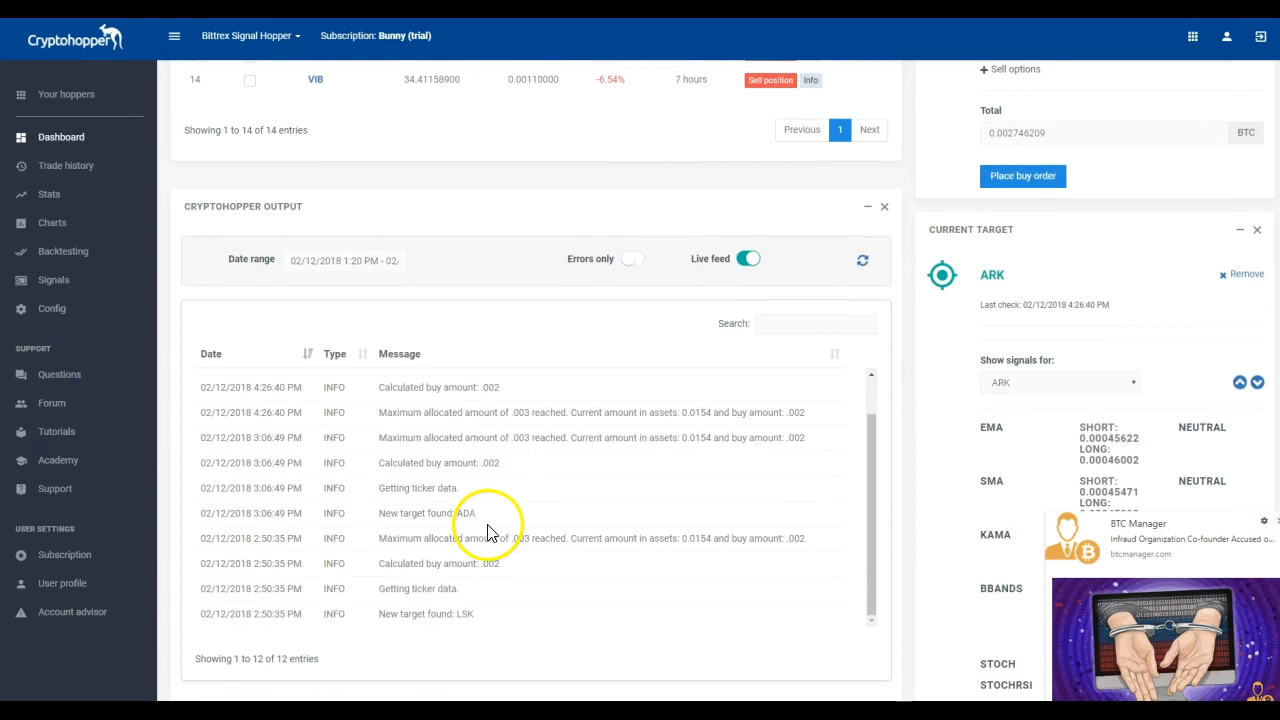 Cryptohopper
Bittrex Signal Hopper
Subscription: Bunny (trial)
Your hoppers
Dashboard
Trade history
Stats
Charts
Backtesting
Signals
Config
SUPPORT
Questions
Forum
Tutorials
Academy
Support
USER SETTINGS
Subscription
User profile
Account advisor
14 VIB 34.41158900 0.00110000 -6.54% 7 hours Sell position Info
Showing 1 to 14 of 14 entries
Previous 1 Next
CRYPTOHOPPER OUTPUT
Date range 02/12/2018 1:20 PM - 02/ Errors only Live feed
Search:
Date Type Message
02/12/2018 4:26:40 PM INFO Calculated buy amount: .002
02/12/2018 4:26:40 PM INFO Maximum allocated amount of .003 reached. Current amount in assets: 0.0154 and buy amount: .002
02/12/2018 3:06:49 PM INFO Maximum allocated amount of .003 reached. Current amount in assets: 0.0154 and buy amount: .002
02/12/2018 3:06:49 PM INFO Calculated buy amount: .002
02/12/2018 3:06:49 PM INFO Getting ticker data.
02/12/2018 3:06:49 PM INFO New target found: ADA
02/12/2018 2:50:35 PM INFO Maximum allocated amount of .003 reached. Current amount in assets: 0.0154 and buy amount: .002
02/12/2018 2:50:35 PM INFO Calculated buy amount: .002
02/12/2018 2:50:35 PM INFO Getting ticker data.
02/12/2018 2:50:35 PM INFO New target found: LSK
Showing 1 to 12 of 12 entries
+ Sell options
Total
0.002746209 BTC
Place buy order
CURRENT TARGET
ARK
Remove
Last check: 02/12/2018 4:26:40 PM
Show signals for:
ARK
EMA SHORT: NEUTRAL
0.00045622
LONG:
0.00046002
SMA SHORT: NEUTRAL
0.00045471
LONG:
KAMA
BBANDS
STOCH
STOCHRSI
BTC Manager
Infraud Organization Co-founder Accused o...
btcmanager.com